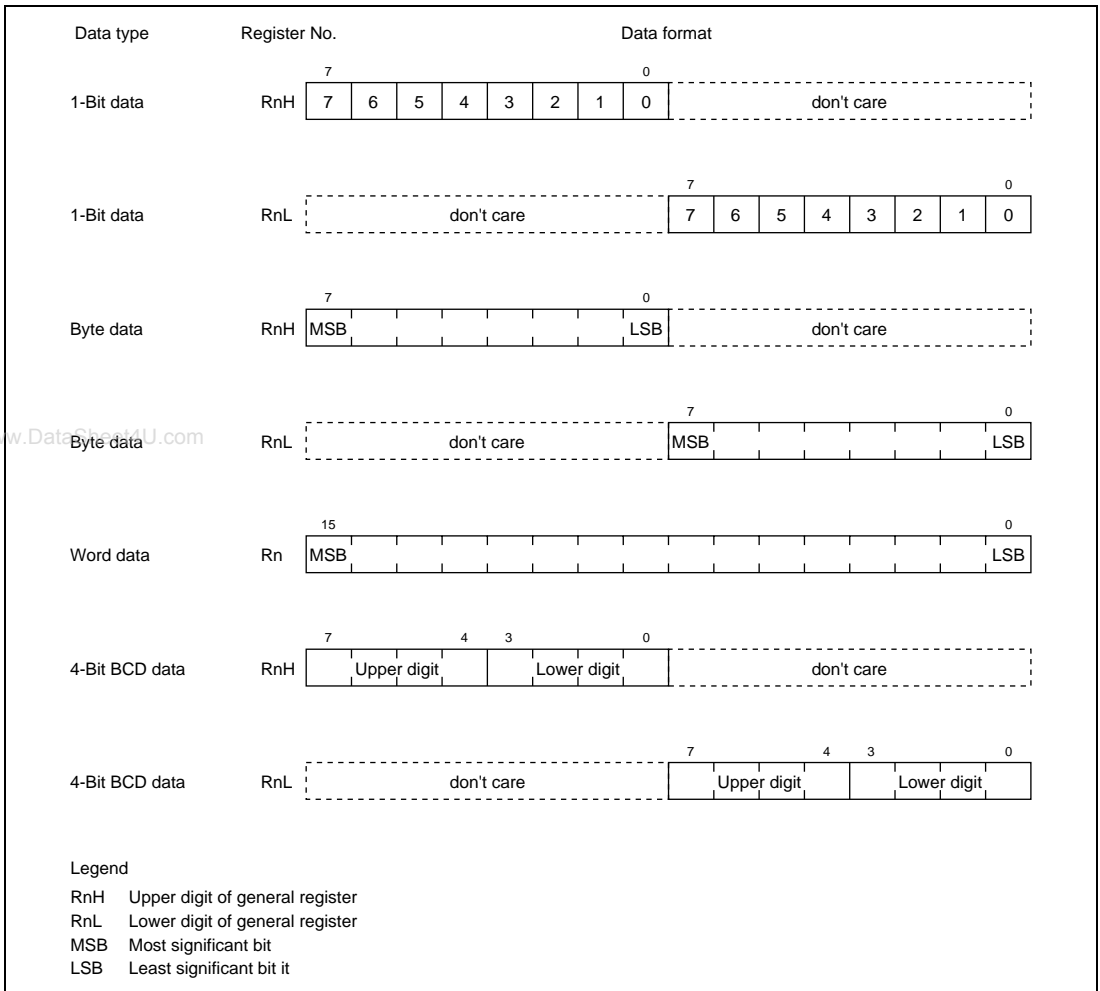 Data type Register No. Data format
7 0
1-Bit data RnH 7 6 5 4 3 2 1 0 don't care
7 0
1-Bit data RnL don't care 7 6 5 4 3 2 1 0
7 0
Byte data RnH MSB LSB don't care
7 0
w.DataSheet4U.com
Byte data RnL don't care MSB LSB
15 0
Word data Rn MSB LSB
7 4 3 0
4-Bit BCD data RnH Upper digit Lower digit don't care
7 4 3 0
4-Bit BCD data RnL don't care Upper digit Lower digit
Legend
RnH Upper digit of general register
RnL Lower digit of general register
MSB Most significant bit
LSB Least significant bit it